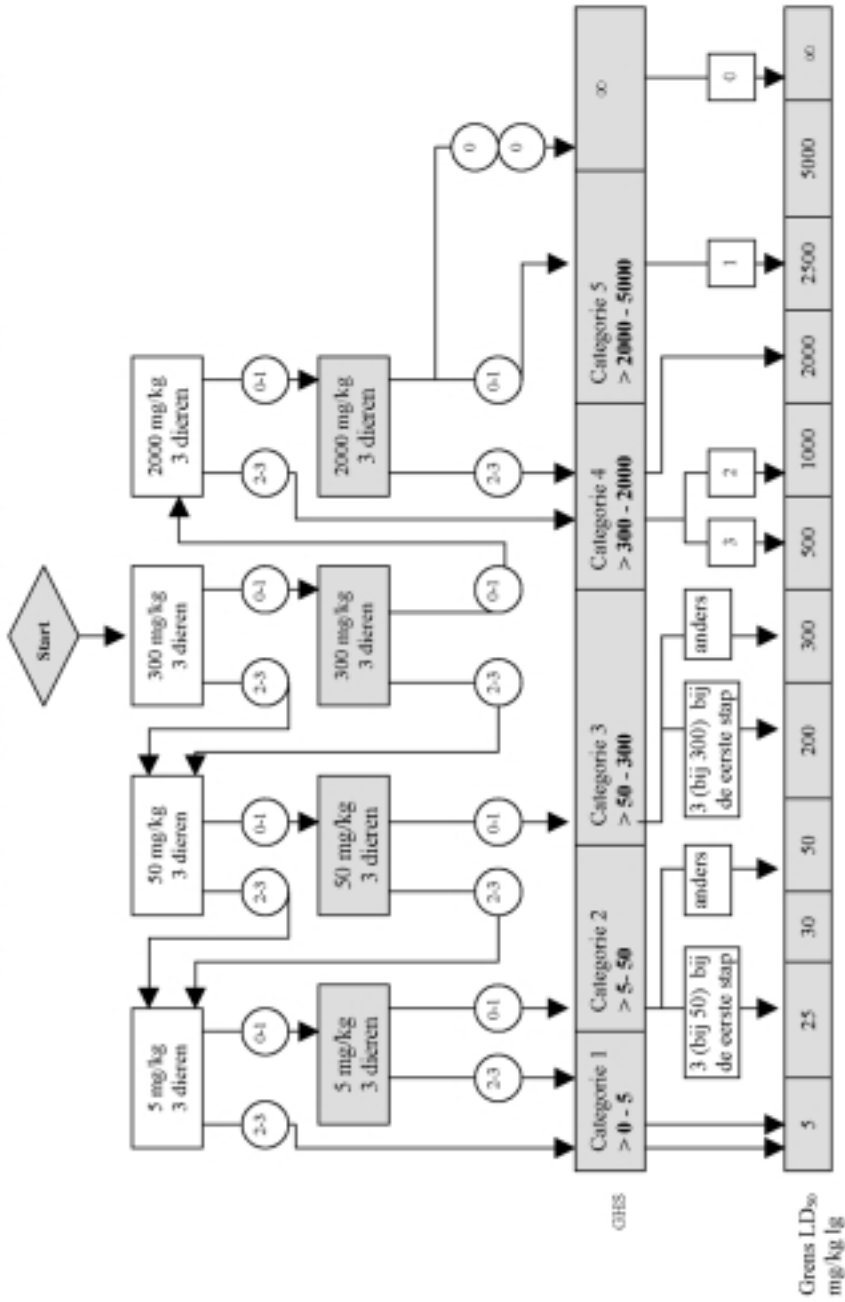 Start
5 mg/kg
3 dieren
50 mg/kg
3 dieren
300 mg/kg
3 dieren
2000 mg/kg
3 dieren
2-3
0-1
2-3
0-1
2-3
0-1
2-3
0-1
5 mg/kg
3 dieren
50 mg/kg
3 dieren
300 mg/kg
3 dieren
2000 mg/kg
3 dieren
2-3
0-1
2-3
0-1
2-3
0-1
2-3
0-1
0
0
GHS
Categorie 1
> 0 - 5
Categorie 2
> 5- 50
Categorie 3
> 50 - 300
Categorie 4
> 300 - 2000
Categorie 5
> 2000 - 5000
∞
3 (bij 50) bij
de eerste stap
anders
3 (bij 300) bij
de eerste stap
anders
3
2
1
0
Grens LD50
mg/kg lg
5
25
30
50
200
300
500
1000
2000
2500
5000
∞